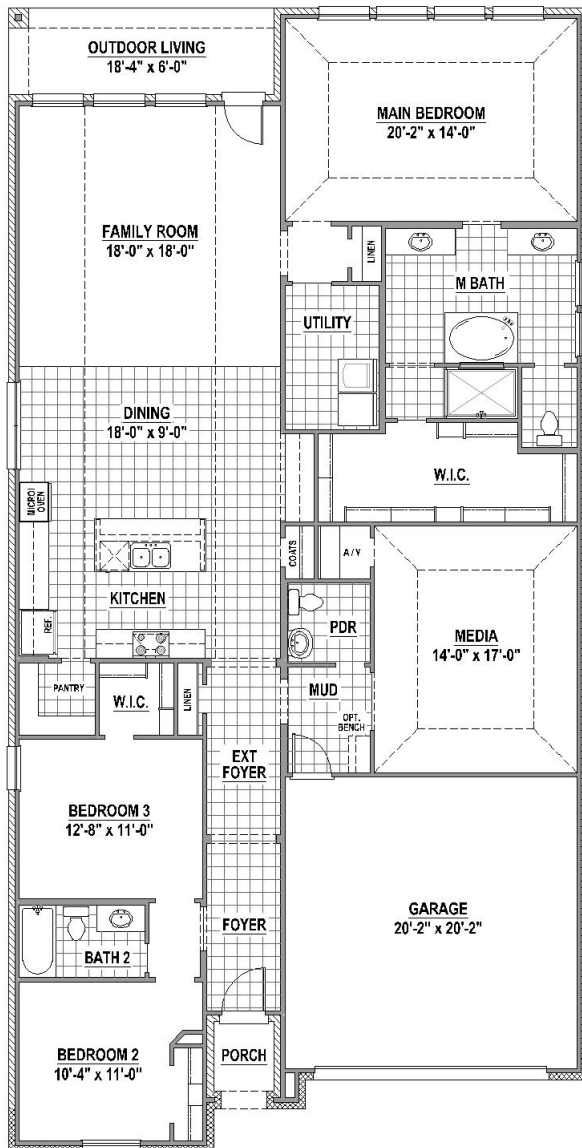 OUTDOOR LIVING
18'-4" x 6'-0"
MAIN BEDROOM
20'-2" x 14'-0"
FAMILY ROOM
18'-0" x 18'-0"
LINEN
M BATH
UTILITY
DINING
18'-0" x 9'-0"
W.I.C.
MICRO/
OVEN
COATS
A/V
KITCHEN
REF.
PDR
MEDIA
14'-0" x 17'-0"
PANTRY
W.I.C.
LINEN
MUD
OPT.
BENCH
EXT
FOYER
BEDROOM 3
12'-8" x 11'-0"
GARAGE
20'-2" x 20'-2"
FOYER
BATH 2
BEDROOM 2
10'-4" x 11'-0"
PORCH